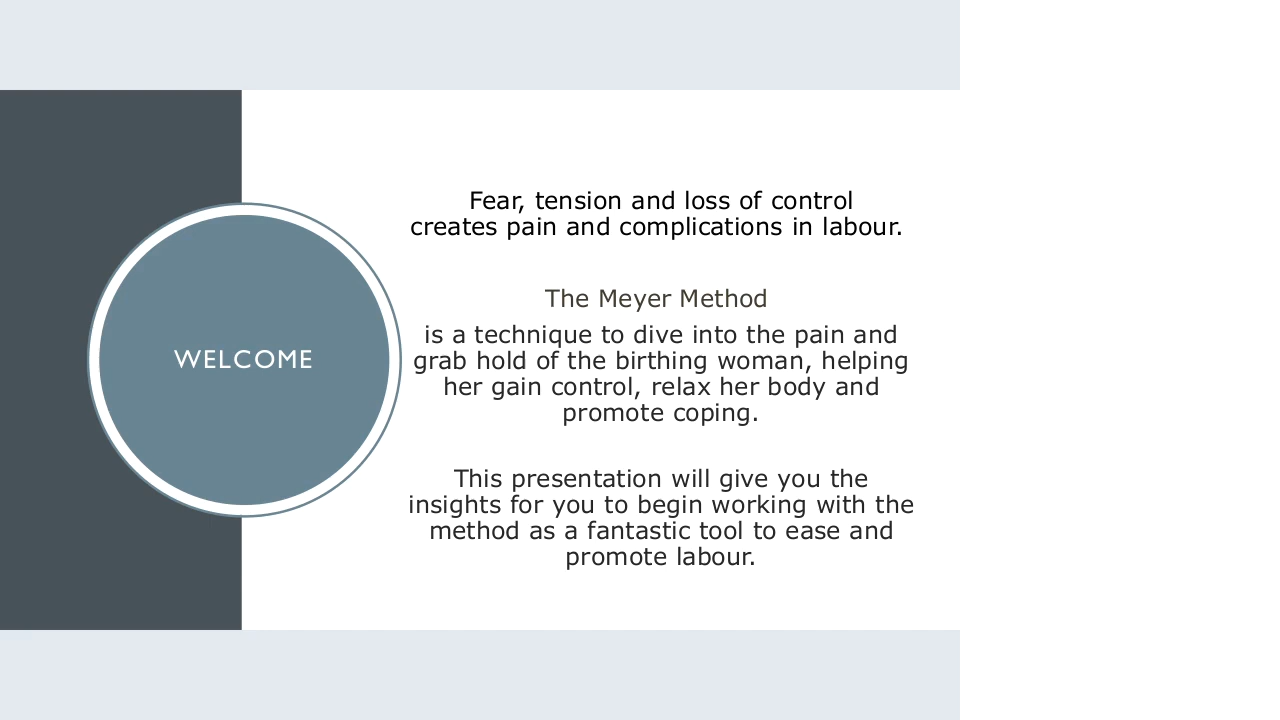 WELCOME
Fear, tension and loss of control
creates pain and complications in labour.
The Meyer Method
is a technique to dive into the pain and
grab hold of the birthing woman, helping
her gain control, relax her body and
promote coping.
This presentation will give you the
insights for you to begin working with the
method as a fantastic tool to ease and
promote labour.